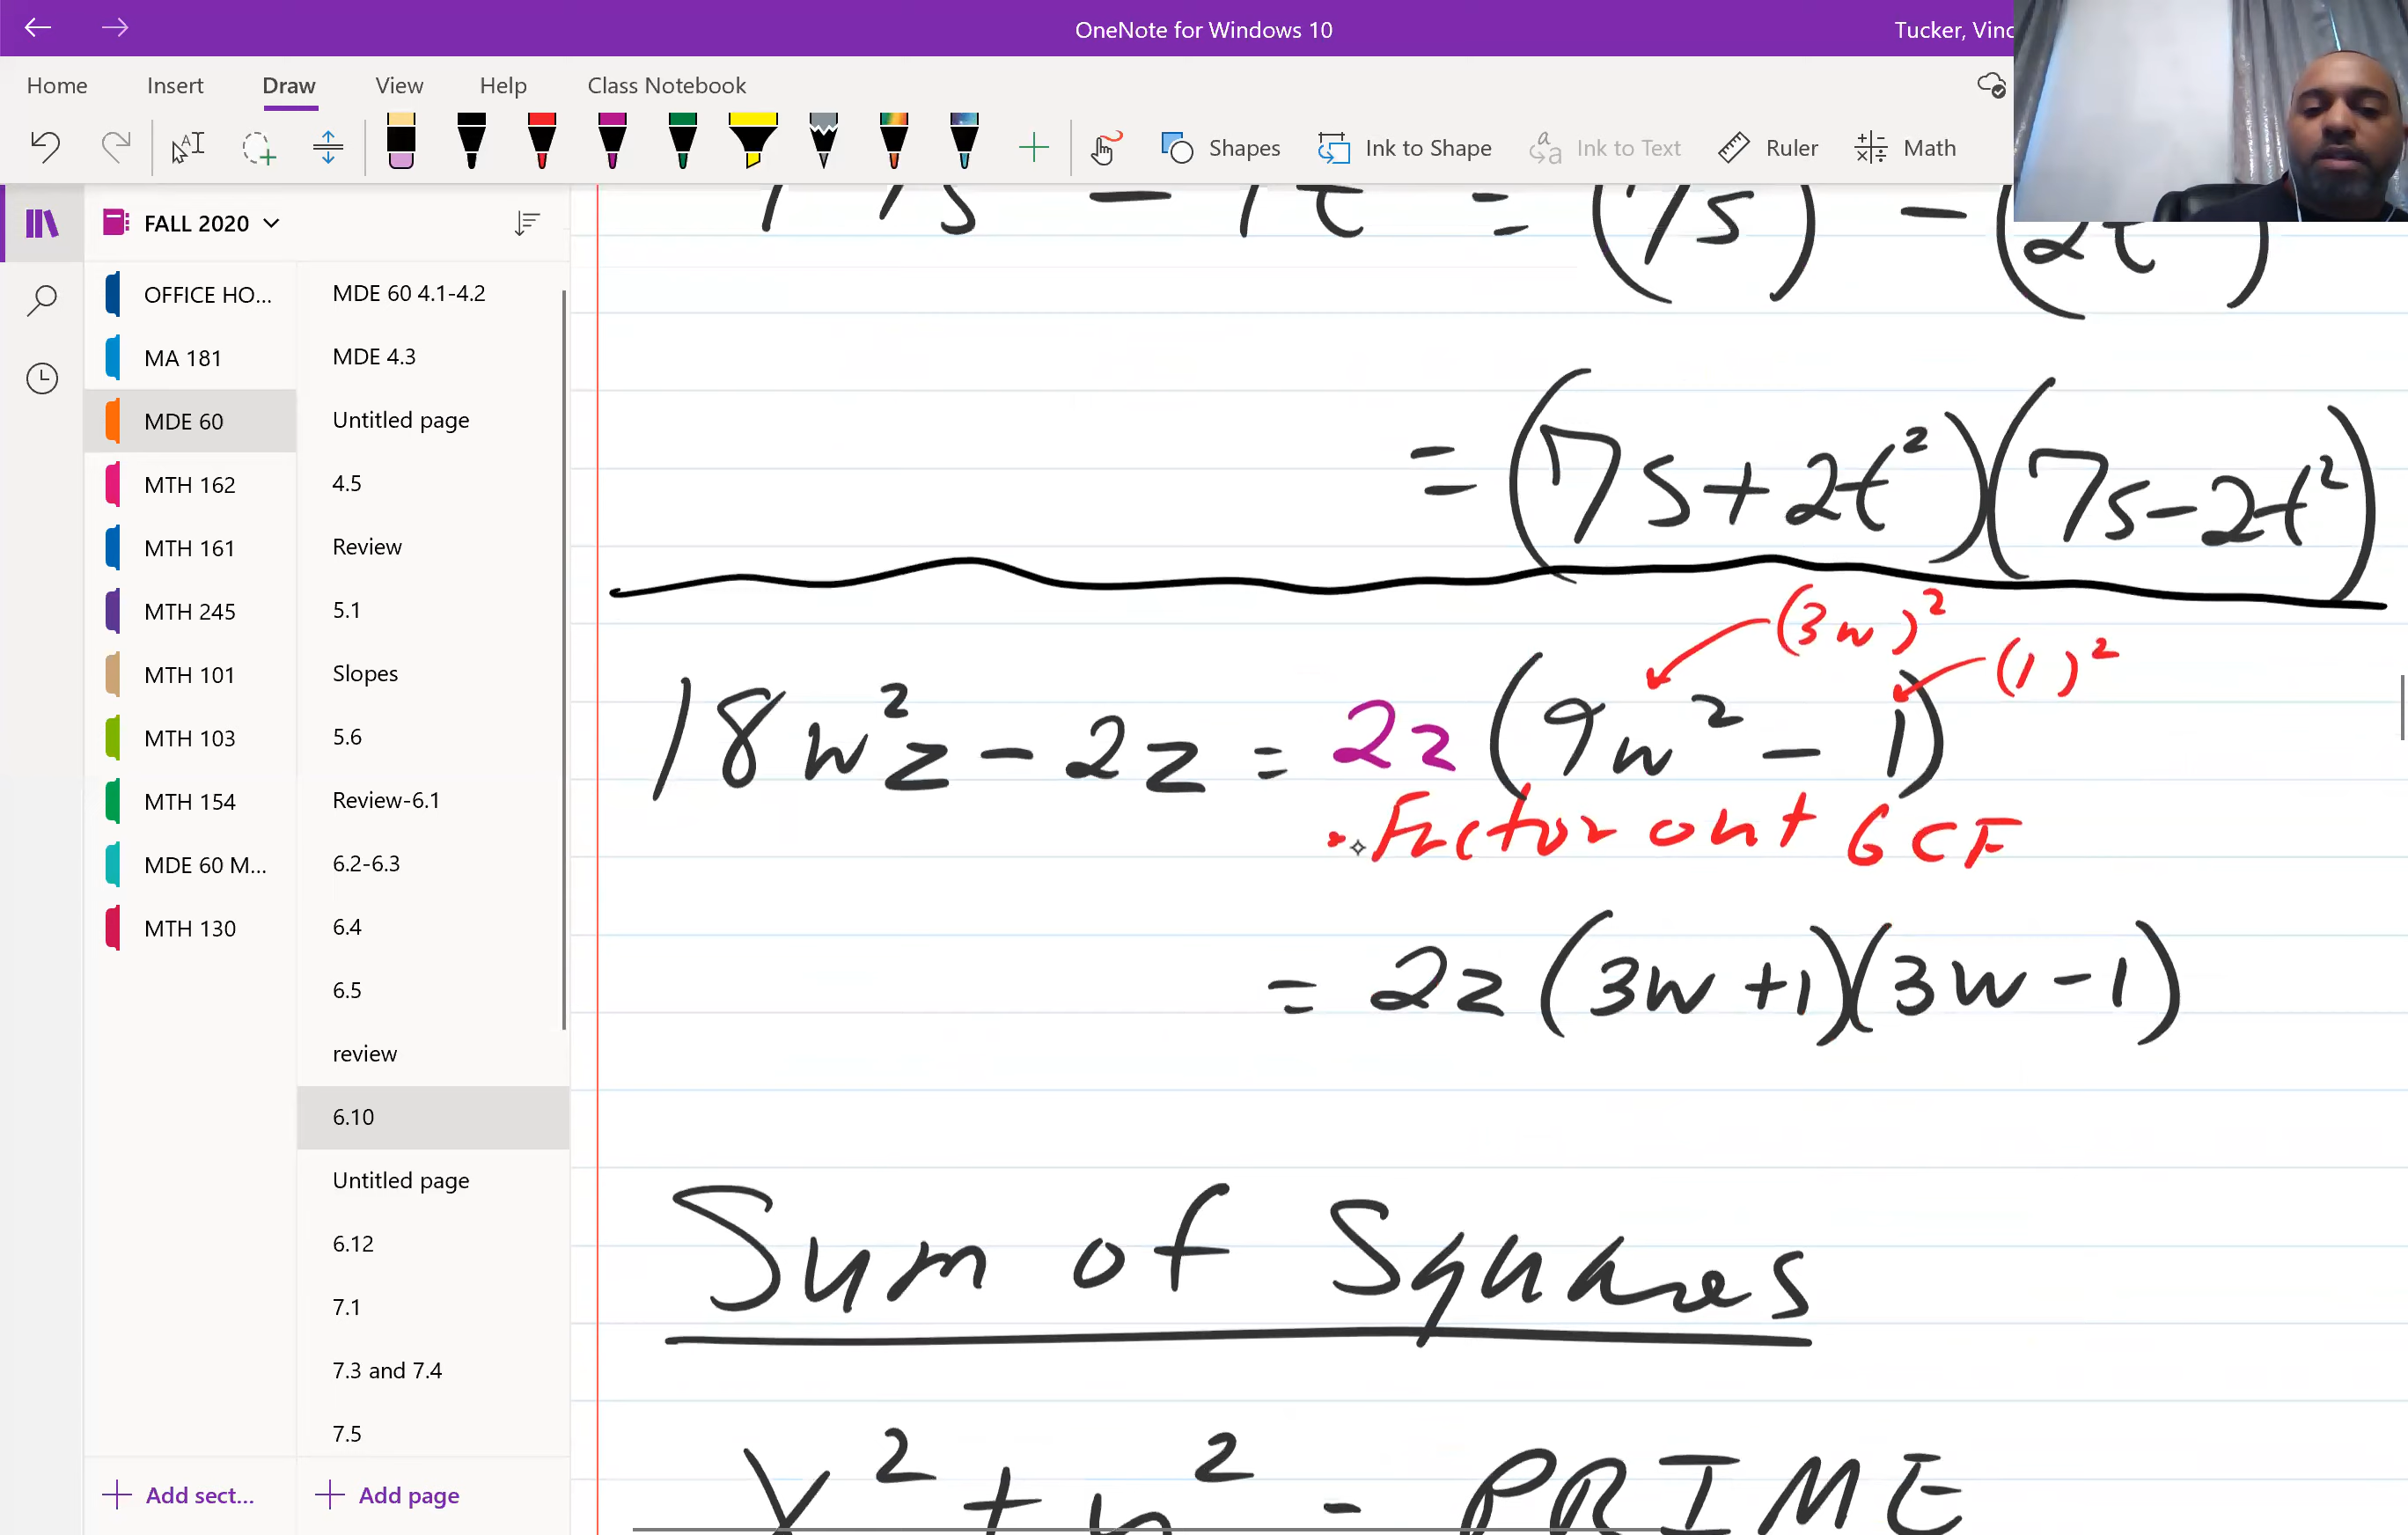 OneNote for Windows 10
Tucker, Vinc
Home Insert Draw View Help Class Notebook
Shapes Ink to Shape Ink to Text Ruler Math
FALL 2020
OFFICE HO...
MA 181
MDE 60
MTH 162
MTH 161
MTH 245
MTH 101
MTH 103
MTH 154
MDE 60 M...
MTH 130
Add sect...
MDE 60 4.1-4.2
MDE 4.3
Untitled page
4.5
Review
5.1
Slopes
5.6
Review-6.1
6.2-6.3
6.4
6.5
review
6.10
Untitled page
6.12
7.1
7.3 and 7.4
7.5
Add page
= (7s) - (2t )
= (7s+2t²)(7s-2t²)
(3w)²
(1)²
18w²z - 2z = 2z (9w² - 1)
Factor out GCF
= 2z (3w+1)(3w-1)
Sum of Squares
= PRIME